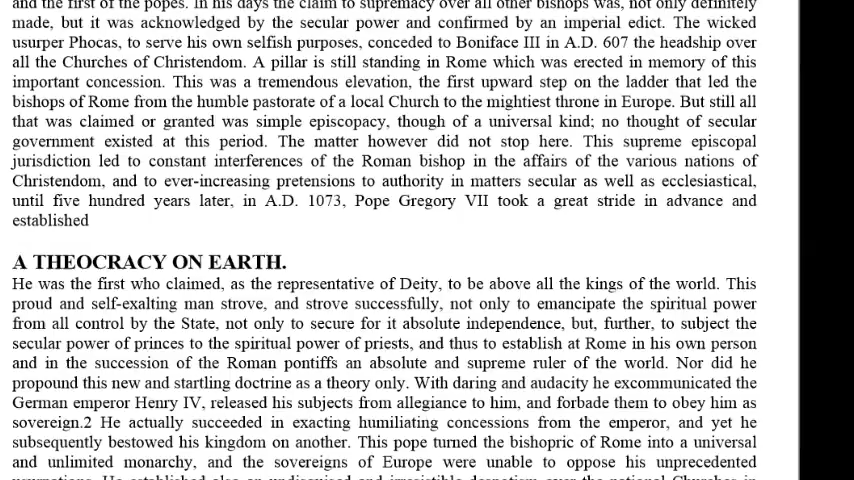 and the first of the popes. In his days the claim to supremacy over all other bishops was, not only definitely
made, but it was acknowledged by the secular power and confirmed by an imperial edict. The wicked
usurper Phocas, to serve his own selfish purposes, conceded to Boniface III in A.D. 607 the headship over
all the Churches of Christendom. A pillar is still standing in Rome which was erected in memory of this
important concession. This was a tremendous elevation, the first upward step on the ladder that led the
bishops of Rome from the humble pastorate of a local Church to the mightiest throne in Europe. But still all
that was claimed or granted was simple episcopacy, though of a universal kind; no thought of secular
government existed at this period. The matter however did not stop here. This supreme episcopal
jurisdiction led to constant interferences of the Roman bishop in the affairs of the various nations of
Christendom, and to ever-increasing pretensions to authority in matters secular as well as ecclesiastical,
until five hundred years later, in A.D. 1073, Pope Gregory VII took a great stride in advance and
established
A THEOCRACY ON EARTH.
He was the first who claimed, as the representative of Deity, to be above all the kings of the world. This
proud and self-exalting man strove, and strove successfully, not only to emancipate the spiritual power
from all control by the State, not only to secure for it absolute independence, but, further, to subject the
secular power of princes to the spiritual power of priests, and thus to establish at Rome in his own person
and in the succession of the Roman pontiffs an absolute and supreme ruler of the world. Nor did he
propound this new and startling doctrine as a theory only. With daring and audacity he excommunicated the
German emperor Henry IV, released his subjects from allegiance to him, and forbade them to obey him as
sovereign.2 He actually succeeded in exacting humiliating concessions from the emperor, and yet he
subsequently bestowed his kingdom on another. This pope turned the bishopric of Rome into a universal
and unlimited monarchy, and the sovereigns of Europe were unable to oppose his unprecedented
usurpations. He established also an undisguised and irresistible despotism over the national Churches in